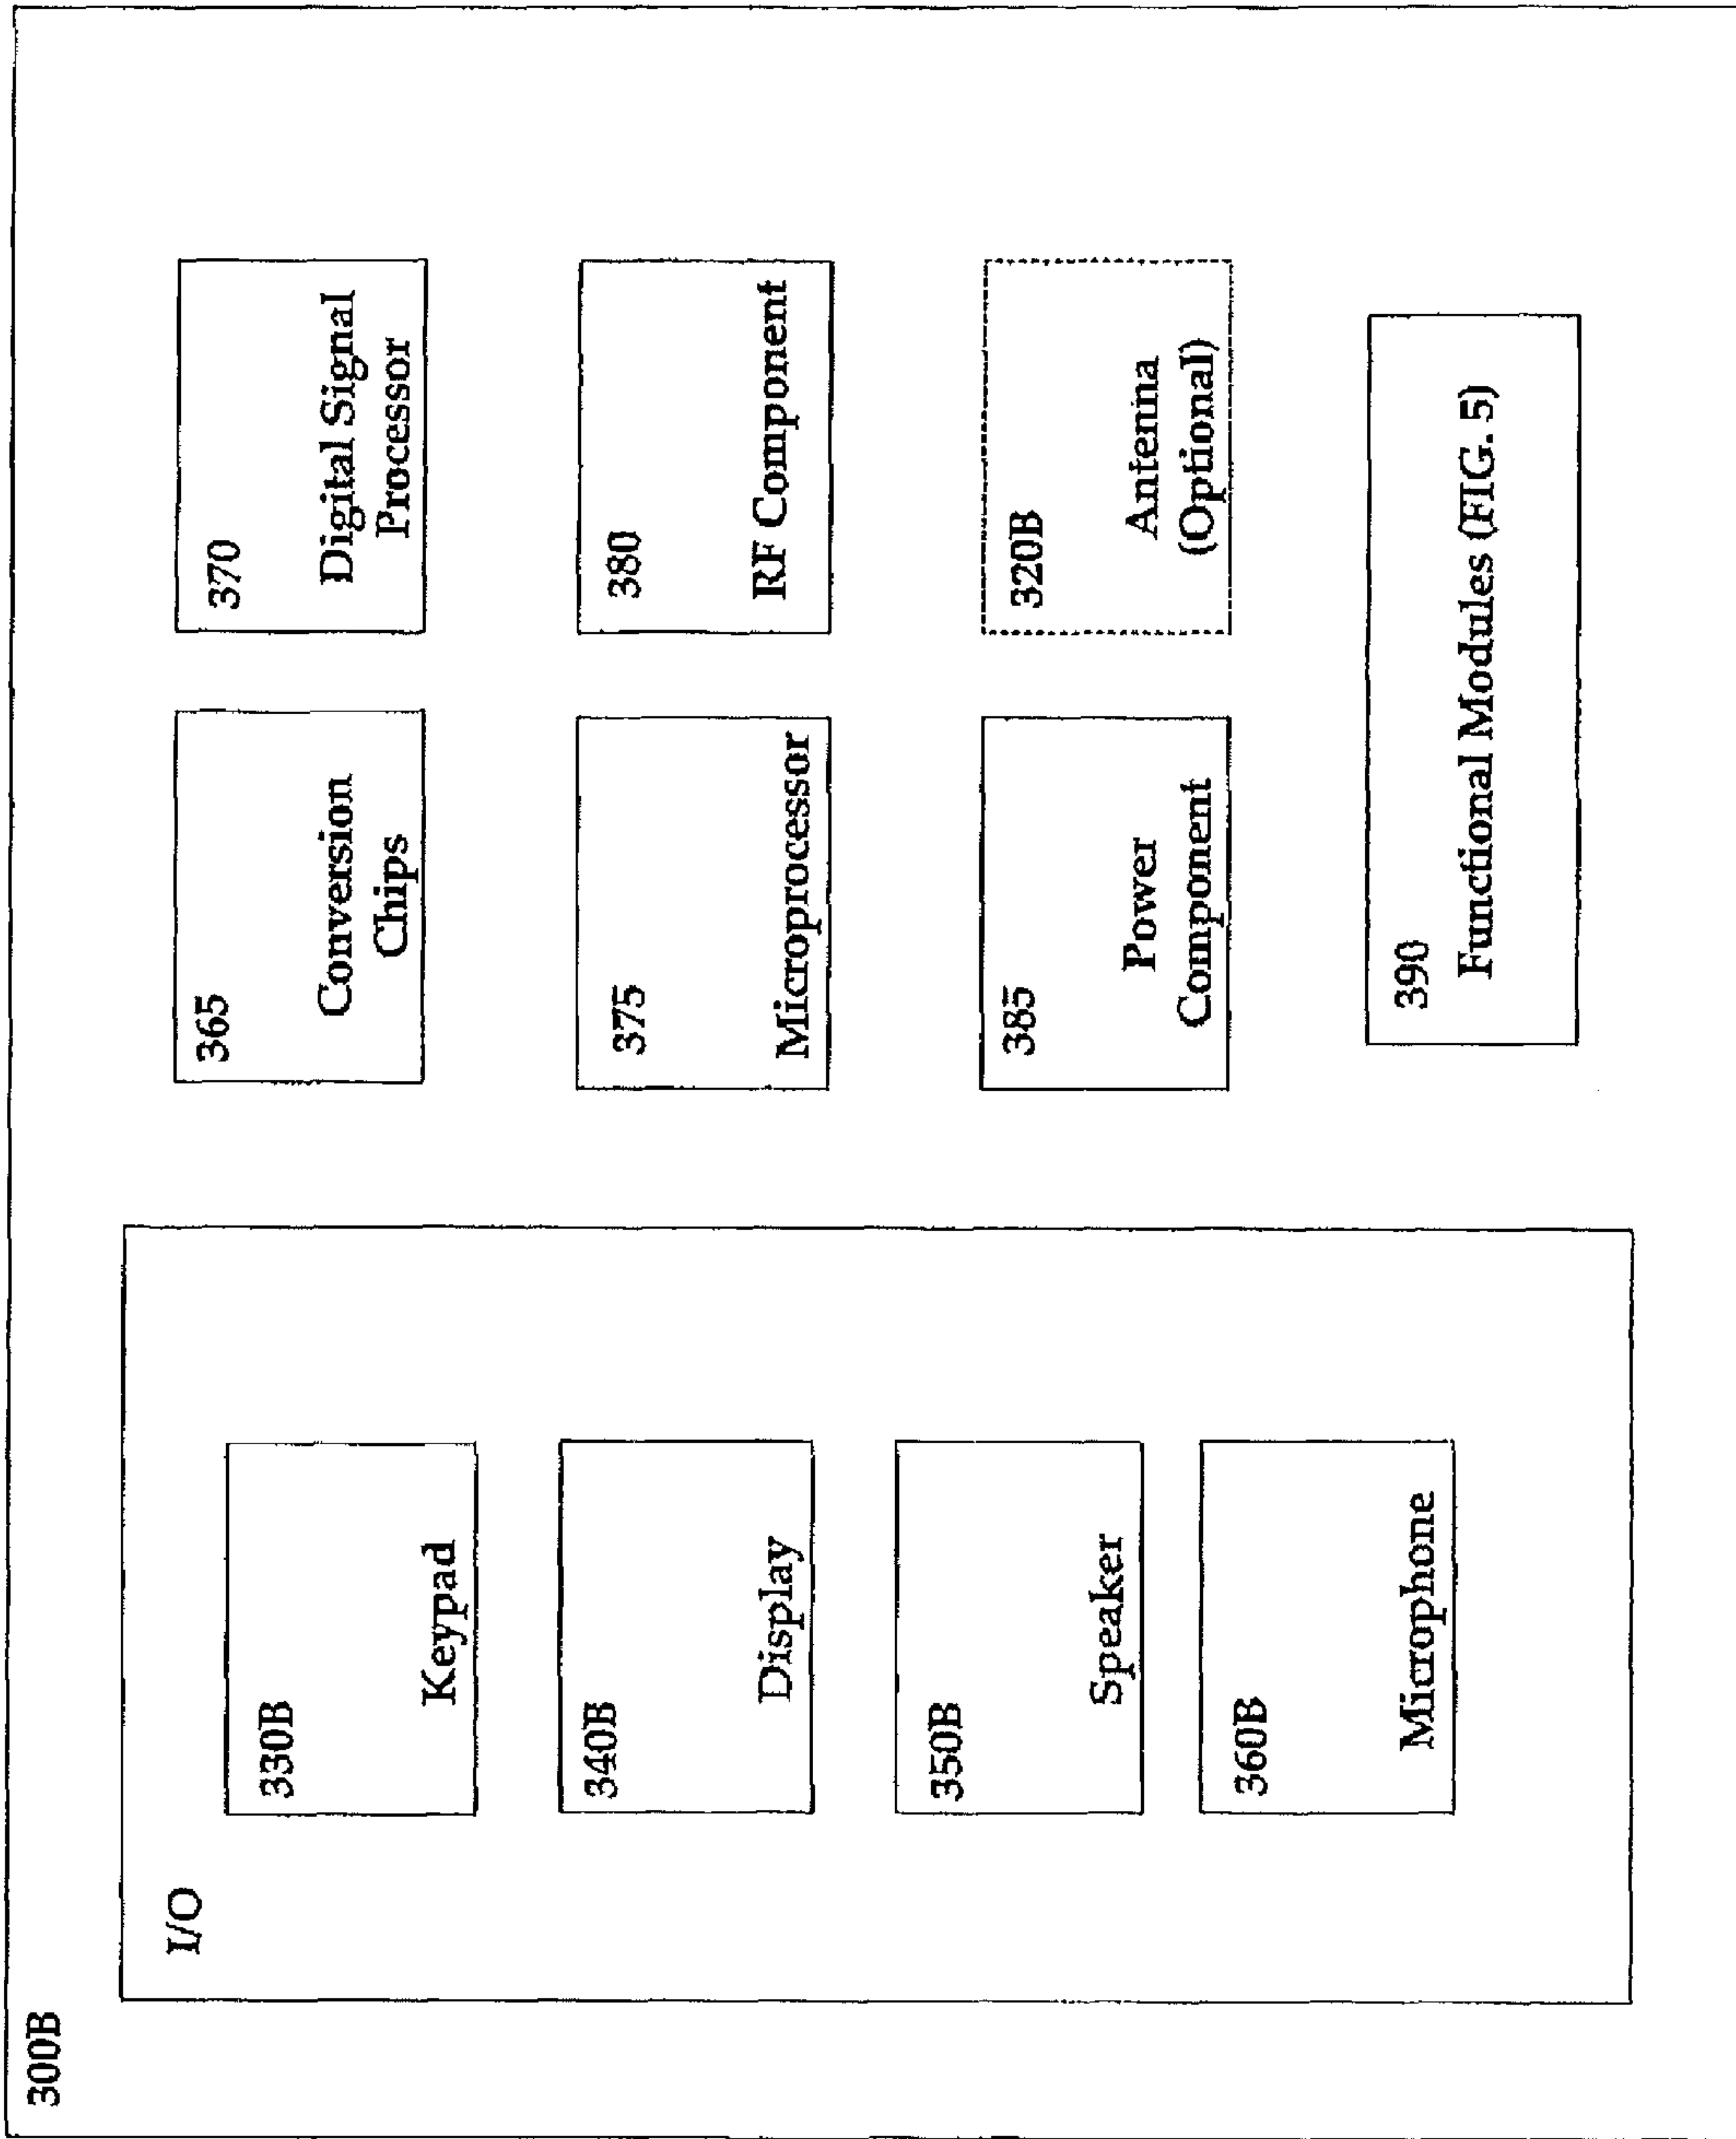 300B
I/O
330B
Keypad
340B
Display
350B
Speaker
360B
Microphone
365
Conversion
Chips
370
Digital Signal
Processor
375
Microprocessor
380
RF Component
385
Power
Component
320B
Antenna
(Optional)
390
Functional Modules (FIG. 5)